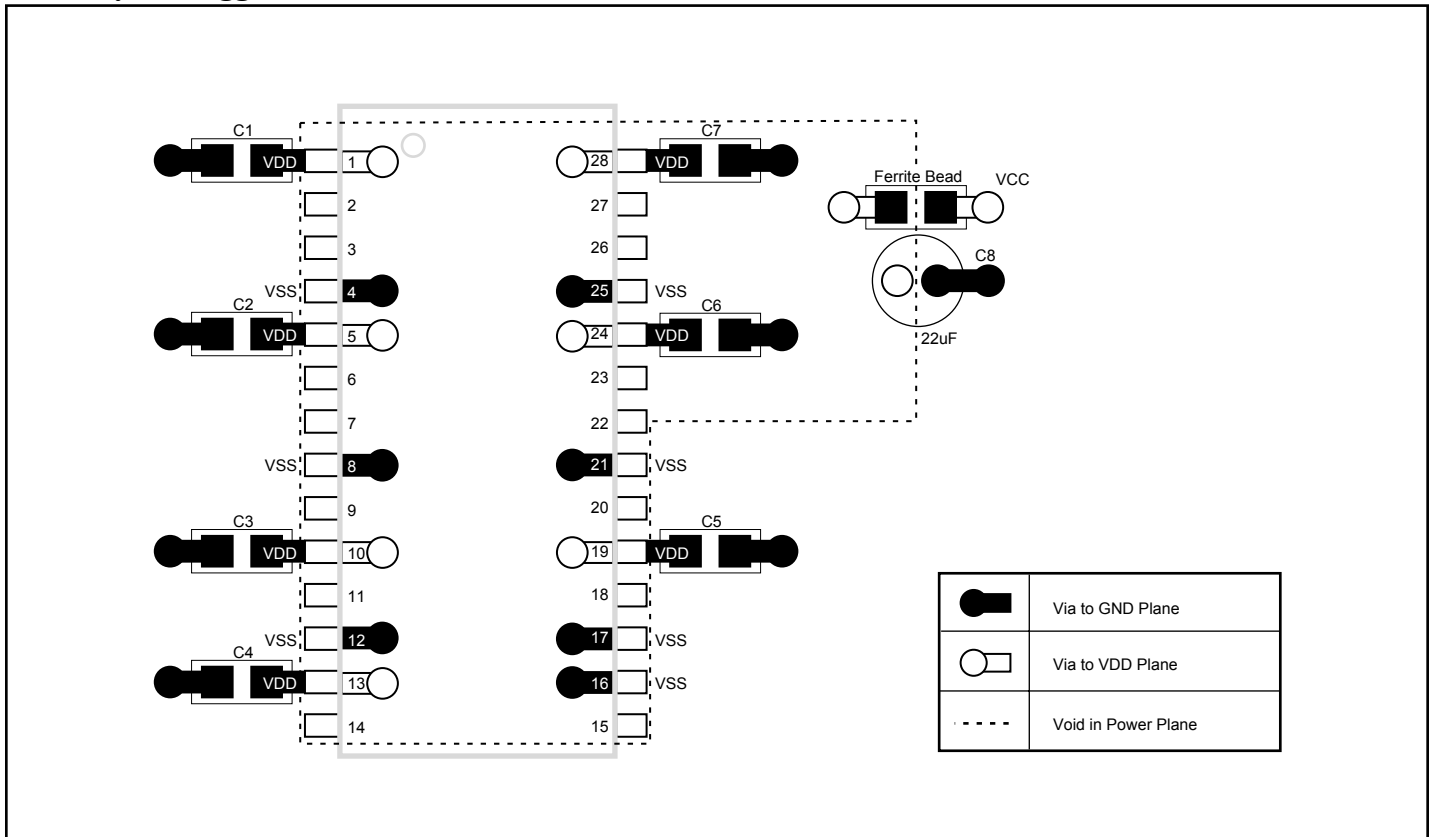 C1
C7
VDD 1
28 VDD
Ferrite Bead
VCC
2
27
3
26
C8
VSS 4
25 VSS
C2
C6
VDD 5
24 VDD
22uF
6
23
7
22
VSS 8
21 VSS
9
20
C3
C5
VDD 10
19 VDD
11
18
VSS 12
17 VSS
C4
VDD 13
16 VSS
14
15
Via to GND Plane
Via to VDD Plane
Void in Power Plane